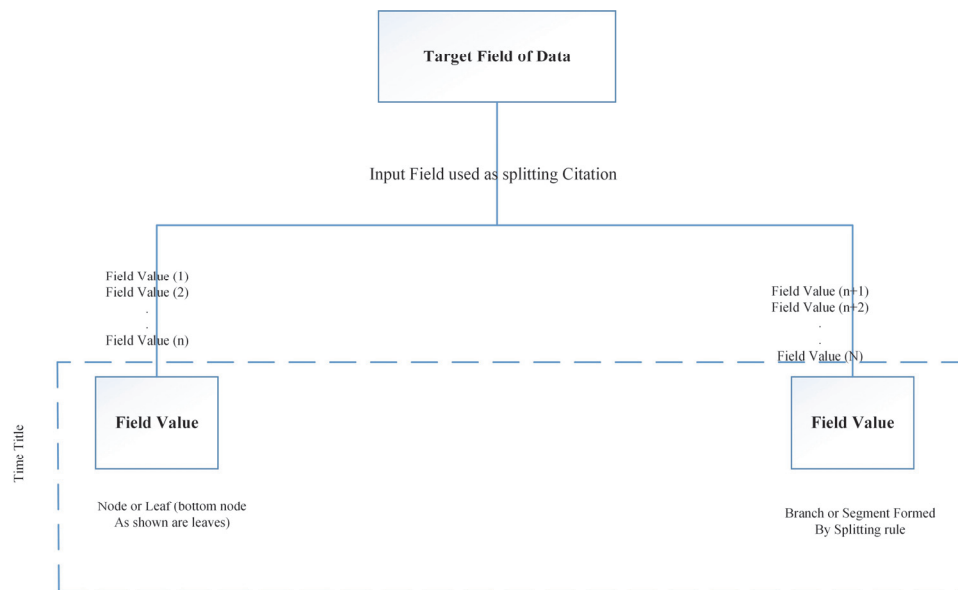 Target Field of Data
Input Field used as splitting Citation
Field Value (1)
Field Value (2)
.
.
Field Value (n)
Field Value (n+1)
Field Value (n+2)
.
.
Field Value (N)
Time Title
Field Value
Field Value
Node or Leaf (bottom node
As shown are leaves)
Branch or Segment Formed
By Splitting rule